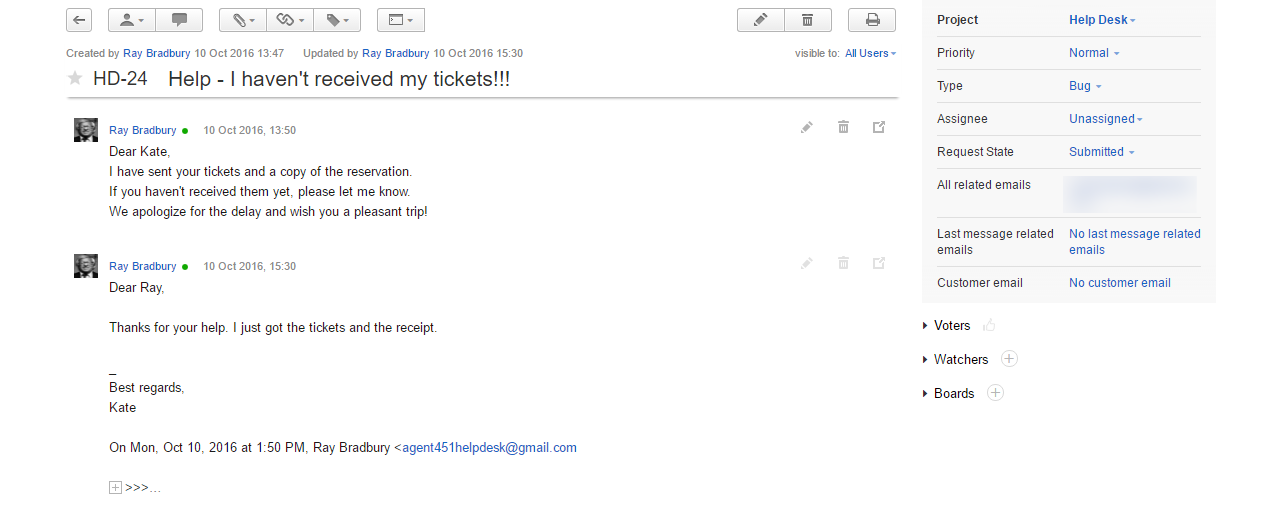 Created by Ray Bradbury 10 Oct 2016 13:47 Updated by Ray Bradbury 10 Oct 2016 15:30 visible to: All Users
HD-24 Help - I haven't received my tickets!!!
Ray Bradbury 10 Oct 2016, 13:50
Dear Kate,
I have sent your tickets and a copy of the reservation.
If you haven't received them yet, please let me know.
We apologize for the delay and wish you a pleasant trip!
Ray Bradbury 10 Oct 2016, 15:30
Dear Ray,
Thanks for your help. I just got the tickets and the receipt.
_
Best regards,
Kate
On Mon, Oct 10, 2016 at 1:50 PM, Ray Bradbury <agent451helpdesk@gmail.com
>>>...
Project Help Desk
Priority Normal
Type Bug
Assignee Unassigned
Request State Submitted
All related emails
Last message related emails No last message related emails
Customer email No customer email
Voters
Watchers
Boards